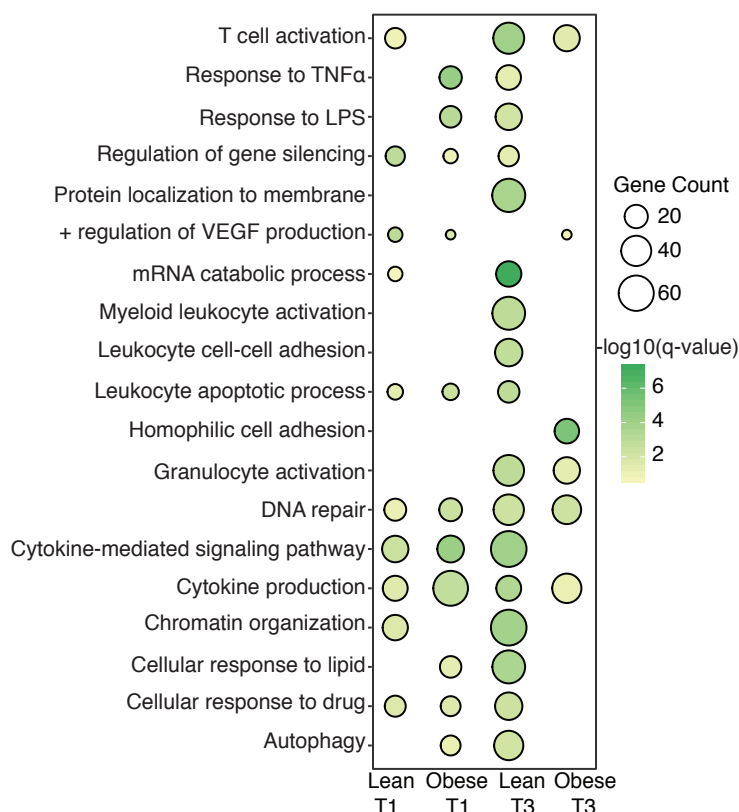 T cell activation
Response to TNFα
Response to LPS
Regulation of gene silencing
Protein localization to membrane
+ regulation of VEGF production
mRNA catabolic process
Myeloid leukocyte activation
Leukocyte cell-cell adhesion
Leukocyte apoptotic process
Homophilic cell adhesion
Granulocyte activation
DNA repair
Cytokine-mediated signaling pathway
Cytokine production
Chromatin organization
Cellular response to lipid
Cellular response to drug
Autophagy
Lean Obese Lean Obese
T1 T1 T3 T3
Gene Count
20
40
60
-log10(q-value)
6
4
2